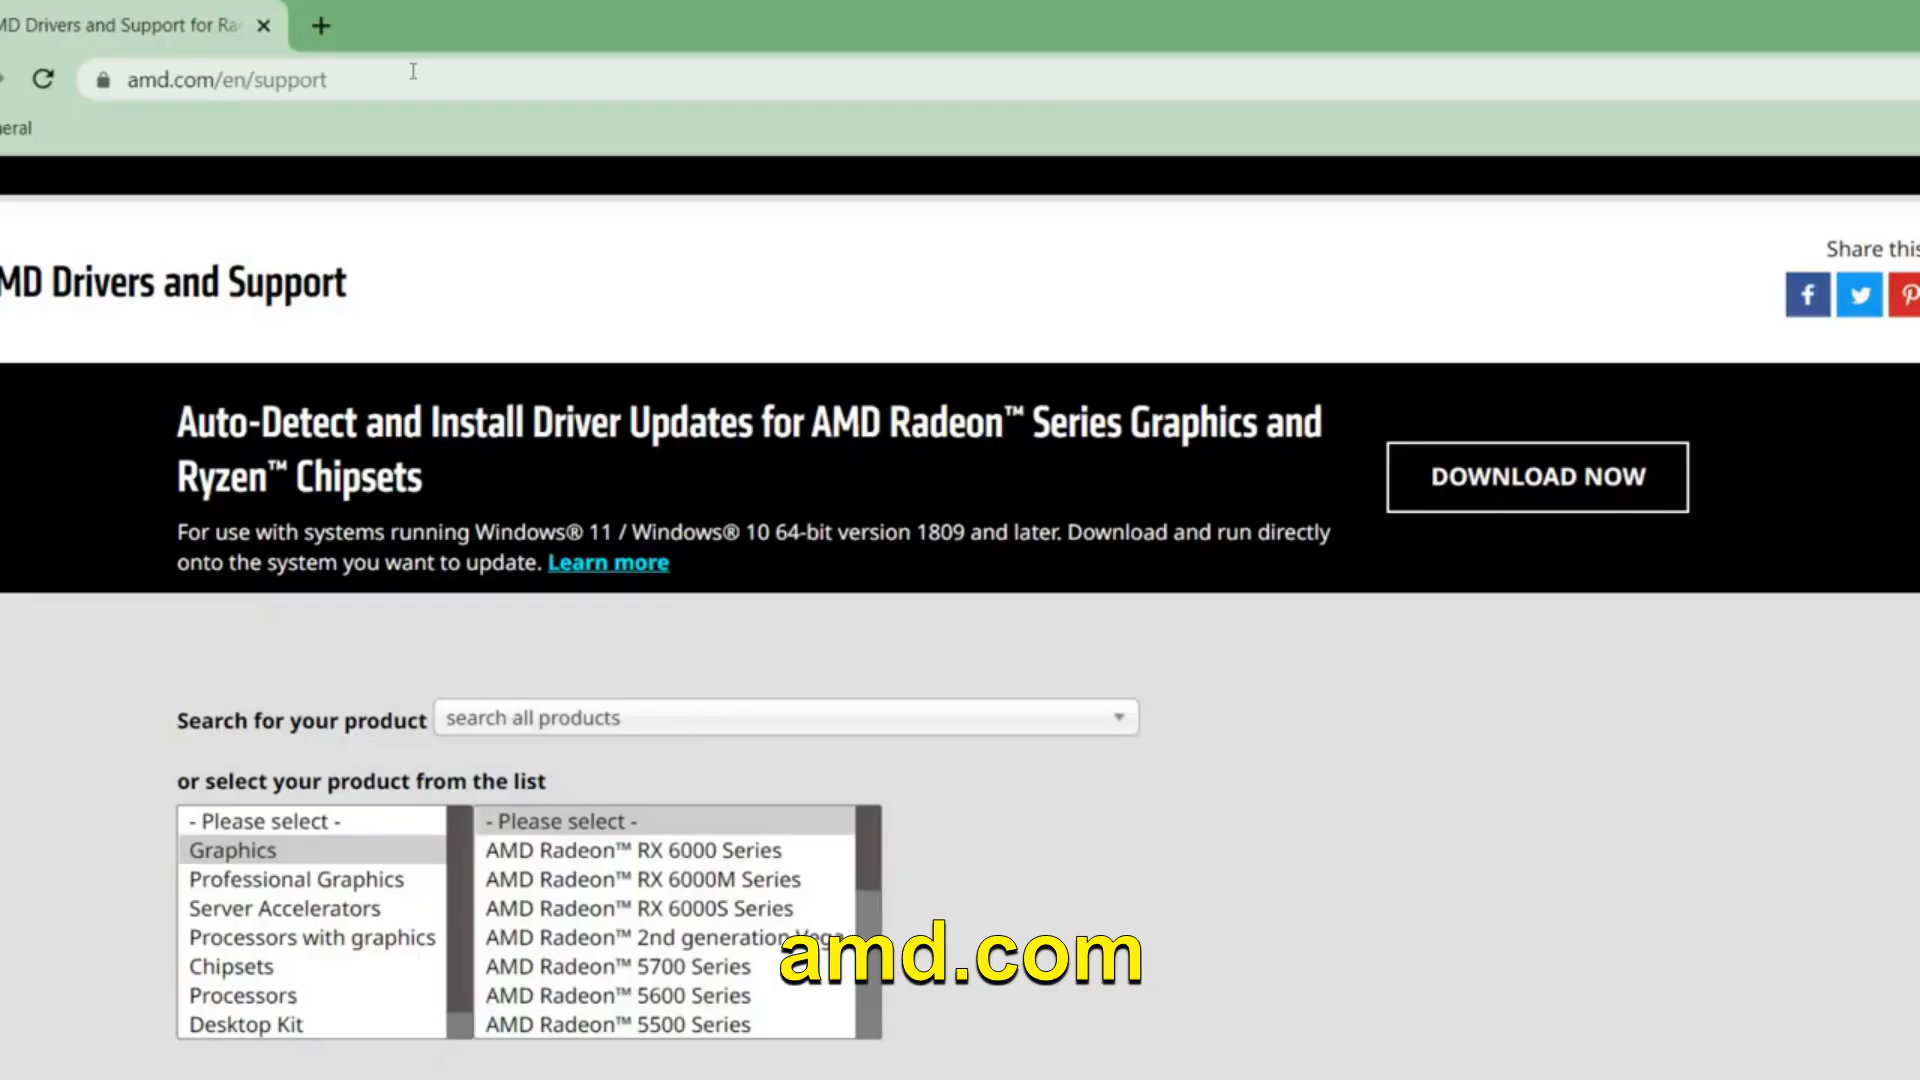 MD Drivers and Support for Ra
amd.com/en/support
eral
MD Drivers and Support
Share this
Auto-Detect and Install Driver Updates for AMD Radeon™ Series Graphics and
Ryzen™ Chipsets
DOWNLOAD NOW
For use with systems running Windows® 11 / Windows® 10 64-bit version 1809 and later. Download and run directly
onto the system you want to update. Learn more
Search for your product search all products
or select your product from the list
- Please select -
Graphics
Professional Graphics
Server Accelerators
Processors with graphics
Chipsets
Processors
Desktop Kit
- Please select -
AMD Radeon™ RX 6000 Series
AMD Radeon™ RX 6000M Series
AMD Radeon™ RX 6000S Series
AMD Radeon™ 2nd generation Vega
AMD Radeon™ 5700 Series
AMD Radeon™ 5600 Series
AMD Radeon™ 5500 Series
amd.com